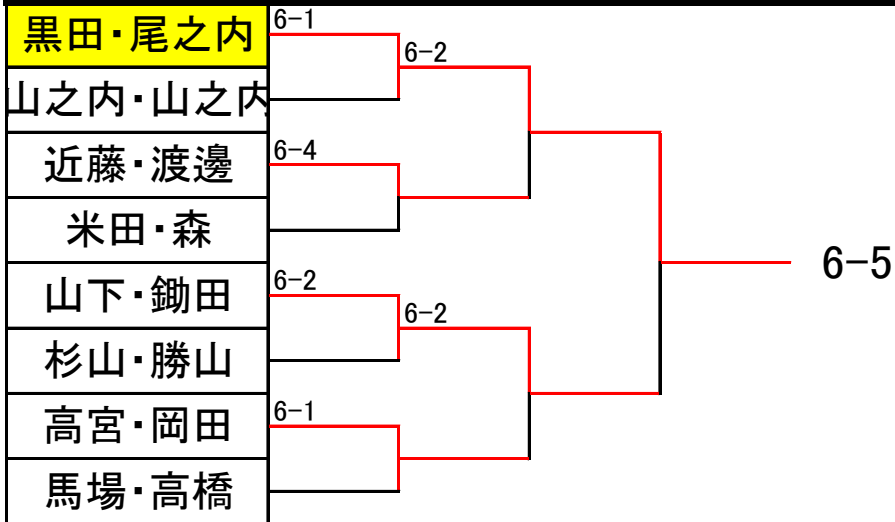 黒田・尾之内
6-1
6-2
山之内・山之内
近藤・渡邊
6-4
米田・森
6-5
山下・鋤田
6-2
6-2
杉山・勝山
高宮・岡田
6-1
馬場・高橋